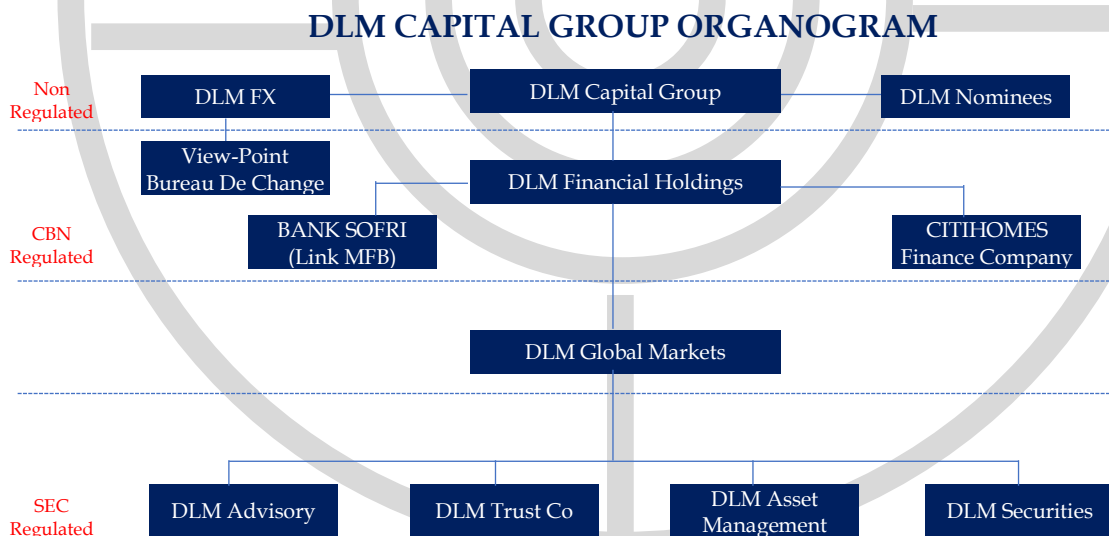 DLM CAPITAL GROUP ORGANOGRAM
Non
Regulated
DLM FX
DLM Capital Group
DLM Nominees
View-Point
Bureau De Change
DLM Financial Holdings
CBN
Regulated
BANK SOFRI
(Link MFB)
CITIHOMES
Finance Company
DLM Global Markets
SEC
Regulated
DLM Advisory
DLM Trust Co
DLM Asset
Management
DLM Securities